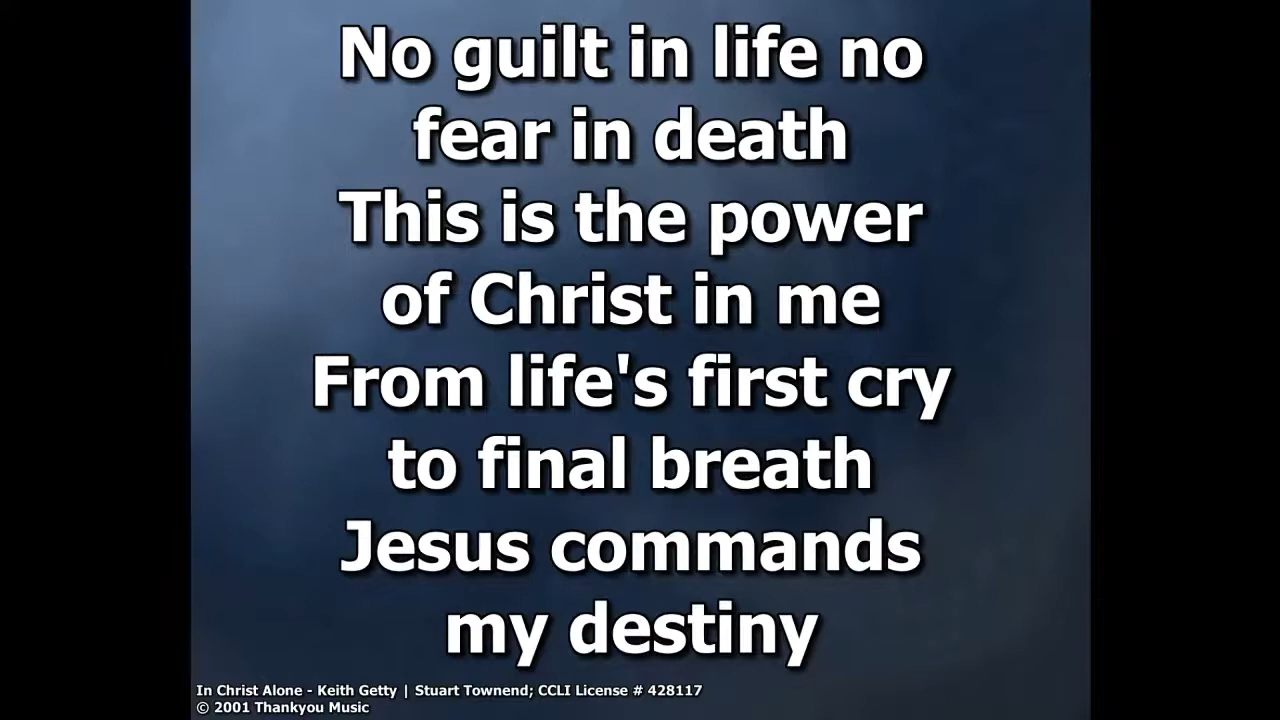 No guilt in life no
fear in death
This is the power
of Christ in me
From life's first cry
to final breath
Jesus commands
my destiny
In Christ Alone - Keith Getty | Stuart Townend; CCLI License # 428117
© 2001 Thankyou Music